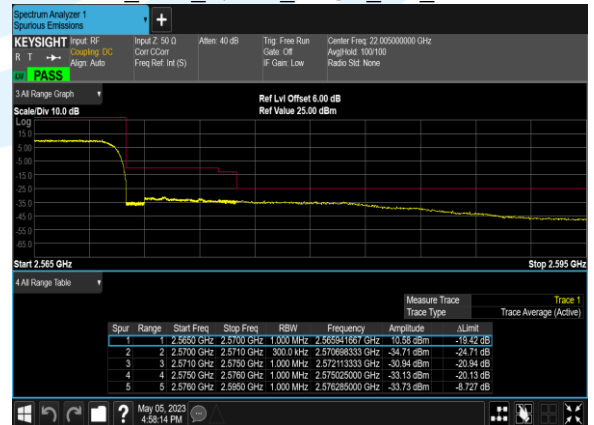 Spectrum Analyzer 1
Spurious Emissions
+
KEYSIGHT Input: RF Input Z: 50 Ω Atten: 40 dB Trig: Free Run Center Freq: 22.005000000 GHz
R T Coupling: DC Corr CCorr Gate: Off Avg|Hold: 100/100
Align: Auto Freq Ref: Int (S) IF Gain: Low Radio Std: None
LV PASS
3 All Range Graph
Ref Lvl Offset 6.00 dB
Scale/Div 10.0 dB Ref Value 25.00 dBm
Log
15.0
5.00
-5.00
-15.0
-25.0
-35.0
-45.0
-55.0
-65.0
Start 2.565 GHz Stop 2.595 GHz
4 All Range Table
Measure Trace Trace 1
Trace Type Trace Average (Active)
Spur Range Start Freq Stop Freq RBW Frequency Amplitude ΔLimit
1 1 2.5650 GHz 2.5700 GHz 1.000 MHz 2.565941667 GHz 10.58 dBm -19.42 dB
2 2 2.5700 GHz 2.5710 GHz 300.0 kHz 2.570698333 GHz -34.71 dBm -24.71 dB
3 3 2.5710 GHz 2.5750 GHz 1.000 MHz 2.572113333 GHz -30.94 dBm -20.94 dB
4 4 2.5750 GHz 2.5760 GHz 1.000 MHz 2.575025000 GHz -33.13 dBm -20.13 dB
5 5 2.5760 GHz 2.5950 GHz 1.000 MHz 2.576285000 GHz -33.73 dBm -8.727 dB
? May 05, 2023
4:58:14 PM